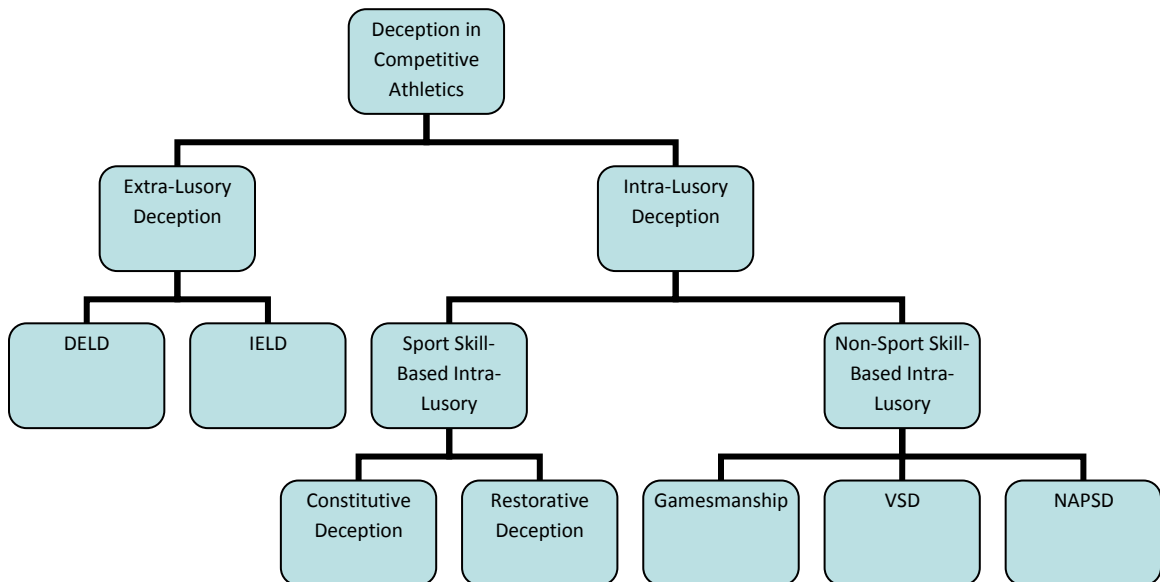 Deception in
Competitive
Athletics
Extra-Lusory
Deception
Intra-Lusory
Deception
DELD
IELD
Sport Skill-
Based Intra-
Lusory
Non-Sport Skill-
Based Intra-
Lusory
Constitutive
Deception
Restorative
Deception
Gamesmanship
VSD
NAPSD